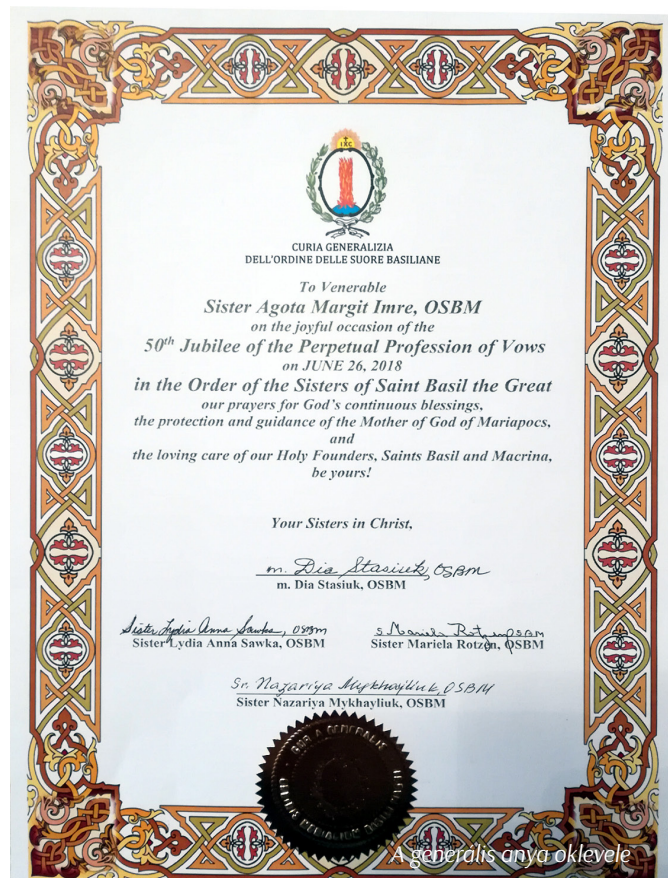 IXC
CURIA GENERALIZIA
DELL'ORDINE DELLE SUORE BASILIANE
To Venerable
Sister Agota Margit Imre, OSBM
on the joyful occasion of the
50th Jubilee of the Perpetual Profession of Vows
on JUNE 26, 2018
in the Order of the Sisters of Saint Basil the Great
our prayers for God's continuous blessings,
the protection and guidance of the Mother of God of Mariapocs,
and
the loving care of our Holy Founders, Saints Basil and Macrina,
be yours!
Your Sisters in Christ,
m. Dia Stasiuk, OSBM
m. Dia Stasiuk, OSBM
Sister Lydia Anna Sawka, OSBM
s. Mariela Rotzen OSBM
Sister Lydia Anna Sawka, OSBM
Sister Mariela Rotzen, OSBM
Sr. Nazariya Mykhayliuk, OSBM
Sister Nazariya Mykhayliuk, OSBM
GENERALIS
A generális anya oklevele